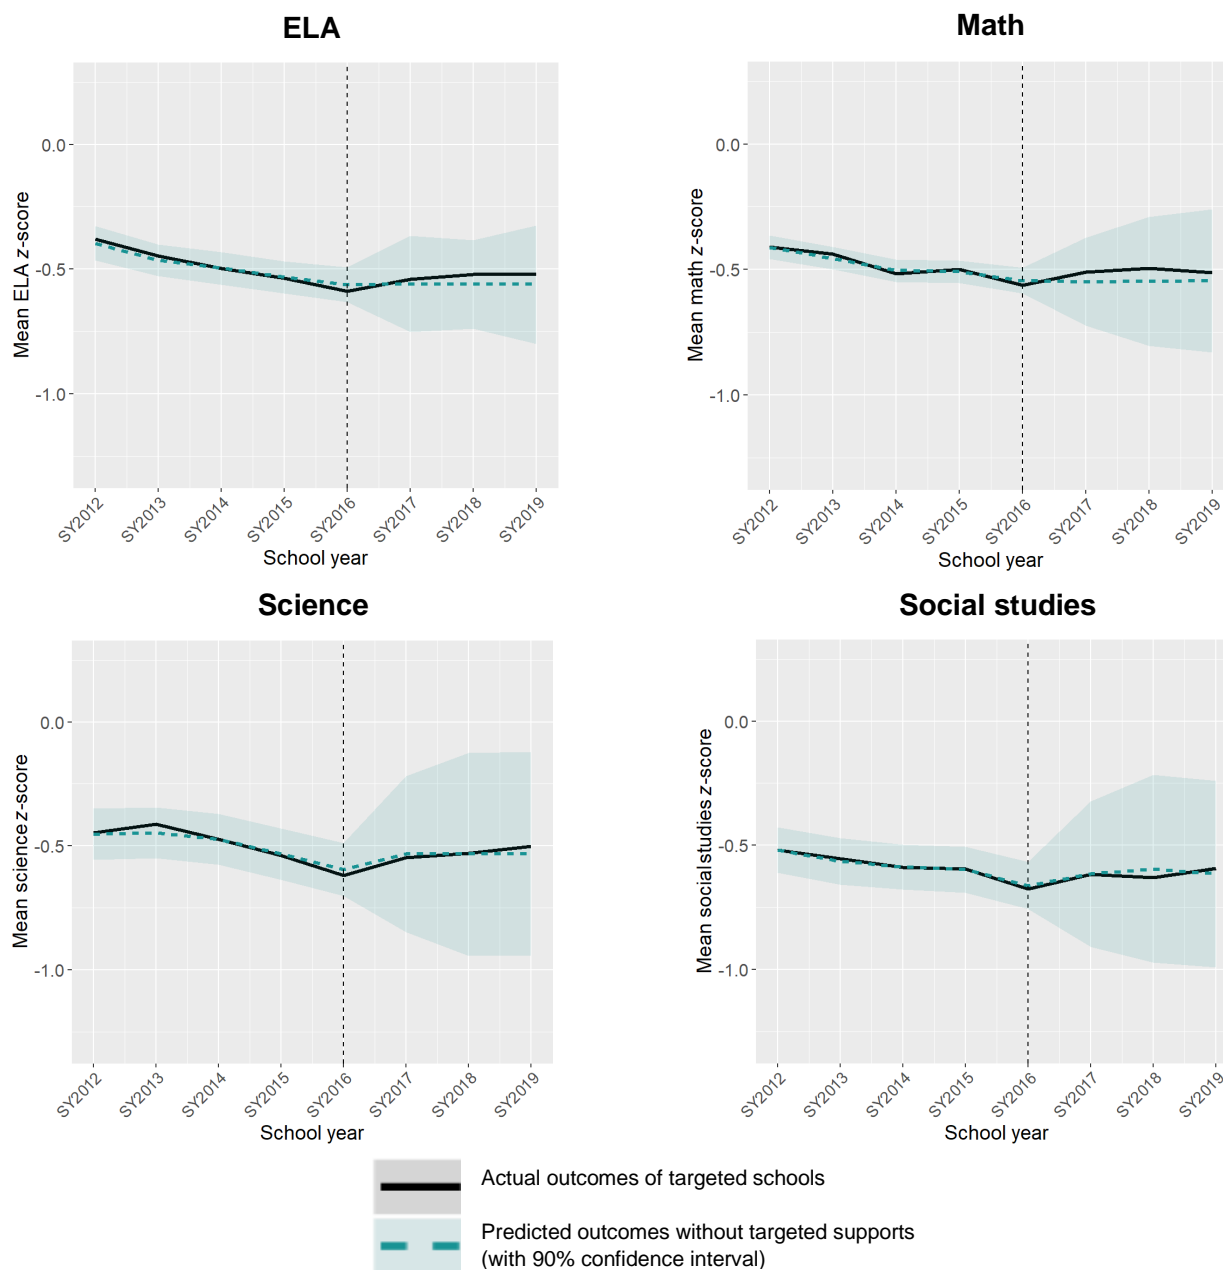 ELA
Math
0.0
-0.5
-1.0
Mean ELA z-score
SY2012
SY2013
SY2014
SY2015
SY2016
SY2017
SY2018
SY2019
School year
0.0
-0.5
-1.0
Mean math z-score
SY2012
SY2013
SY2014
SY2015
SY2016
SY2017
SY2018
SY2019
School year
Science
Social studies
0.0
-0.5
-1.0
Mean science z-score
SY2012
SY2013
SY2014
SY2015
SY2016
SY2017
SY2018
SY2019
School year
0.0
-0.5
-1.0
Mean social studies z-score
SY2012
SY2013
SY2014
SY2015
SY2016
SY2017
SY2018
SY2019
School year
Actual outcomes of targeted schools
Predicted outcomes without targeted supports
(with 90% confidence interval)